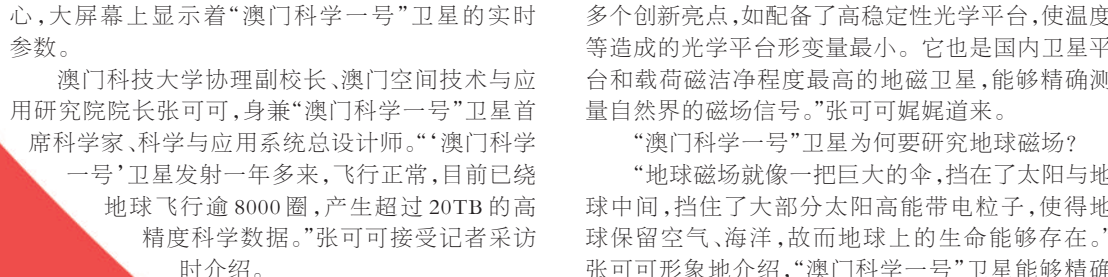 心，大屏幕上显示着“澳门科学一号”卫星的实时
参数。
澳门科技大学协理副校长、澳门空间技术与应
用研究院院长张可可，身兼“澳门科学一号”卫星首
席科学家、科学与应用系统总设计师。“‘澳门科学
一号’卫星发射一年多来，飞行正常，目前已绕
地球飞行逾8000圈，产生超过20TB的高
精度科学数据。”张可可接受记者采访
时介绍。
多个创新亮点，如配备了高稳定性光学平台，使温度
等造成的光学平台形变量最小。它也是国内卫星平
台和载荷磁洁净程度最高的地磁卫星，能够精确测
量自然界的磁场信号。”张可可娓娓道来。
“澳门科学一号”卫星为何要研究地球磁场？
“地球磁场就像一把巨大的伞，挡在了太阳与地
球中间，挡住了大部分太阳高能带电粒子，使得地
球保留空气、海洋，故而地球上的生命能够存在。”
张可可形象地介绍，“澳门科学一号”卫星能够精确